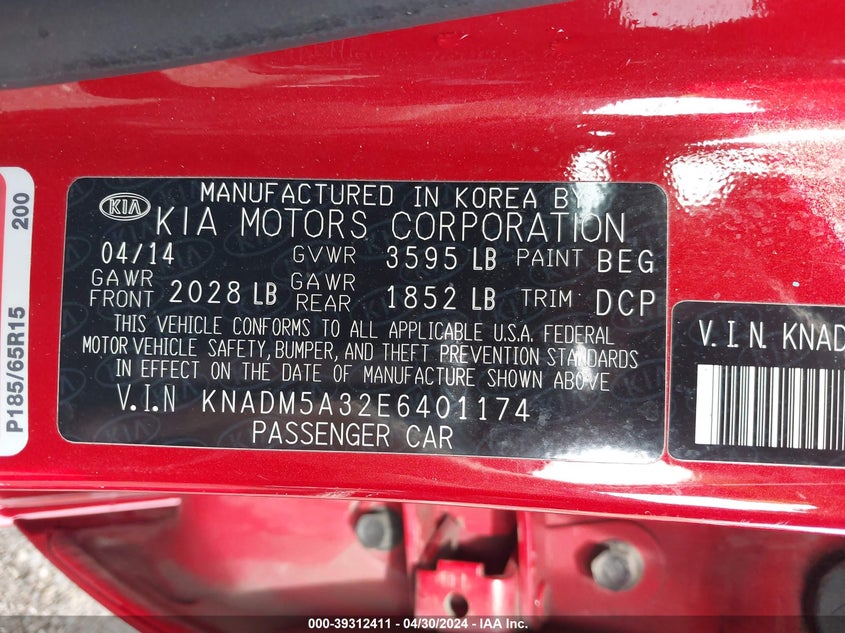 MANUFACTURED IN KOREA BY
KIA KIA MOTORS CORPORATION
04/14 GVWR 3595 LB PAINT BEG
GAWR FRONT 2028 LB GAWR REAR 1852 LB TRIM DCP
THIS VEHICLE CONFORMS TO ALL APPLICABLE U.S.A. FEDERAL
MOTOR VEHICLE SAFETY, BUMPER, AND THEFT PREVENTION STANDARDS
IN EFFECT ON THE DATE OF MANUFACTURE SHOWN ABOVE
V.I.N KNADM5A32E6401174
PASSENGER CAR
P185/65R15 200
V.I.N. KNAD
000-39312411 - 04/30/2024 - IAA Inc.